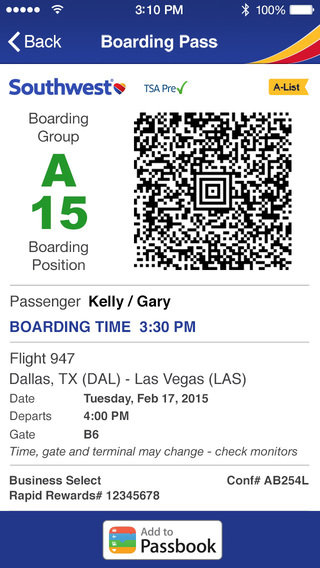 3:10 PM 100%
Back Boarding Pass
Southwest® TSA Pre✓ A-List
Boarding
Group
A
15
Boarding
Position
Passenger Kelly / Gary
BOARDING TIME 3:30 PM
Flight 947
Dallas, TX (DAL) - Las Vegas (LAS)
Date Tuesday, Feb 17, 2015
Departs 4:00 PM
Gate B6
Time, gate and terminal may change - check monitors
Business Select Conf# AB254L
Rapid Rewards# 12345678
Add to
Passbook